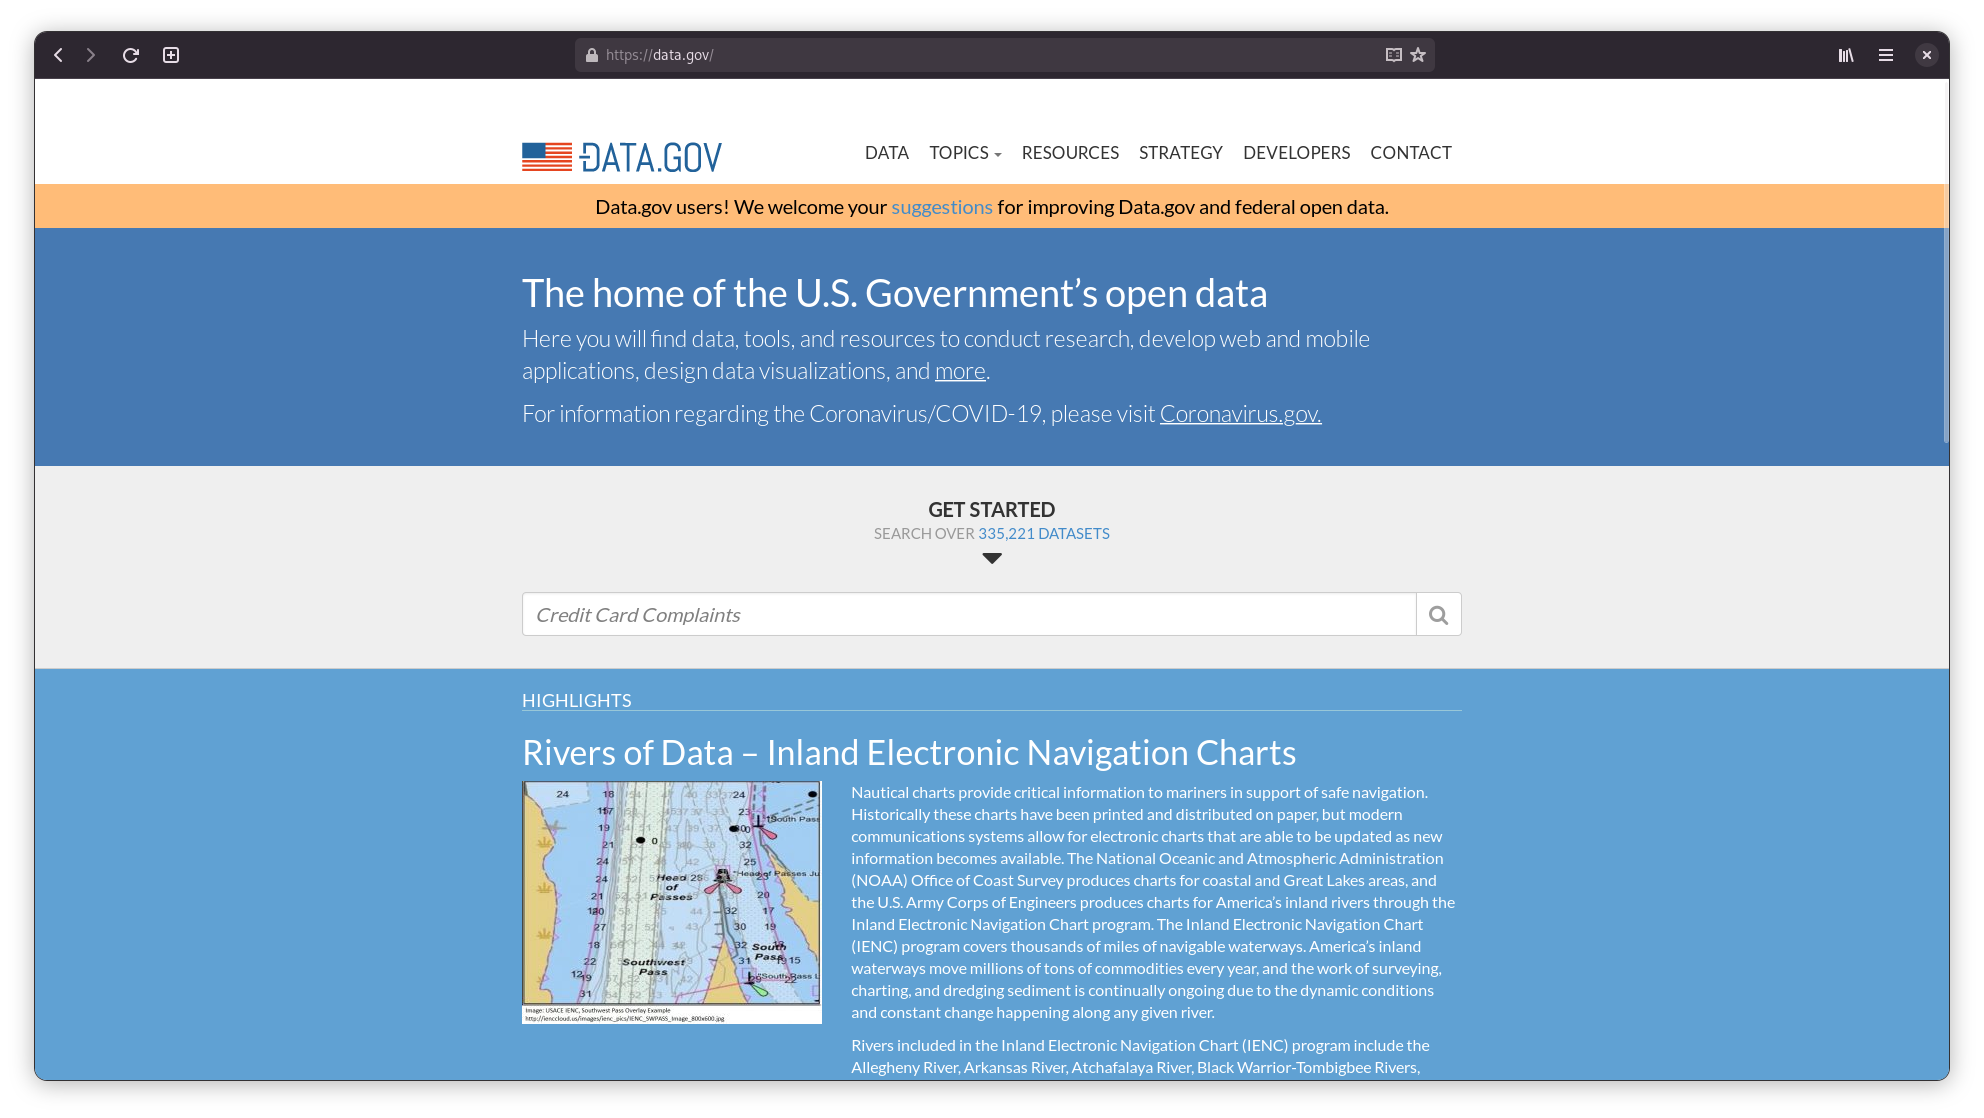 https://data.gov/
DATA.GOV
DATA TOPICS RESOURCES STRATEGY DEVELOPERS CONTACT
Data.gov users! We welcome your suggestions for improving Data.gov and federal open data.
The home of the U.S. Government’s open data
Here you will find data, tools, and resources to conduct research, develop web and mobile
applications, design data visualizations, and more.
For information regarding the Coronavirus/COVID-19, please visit Coronavirus.gov.
GET STARTED
SEARCH OVER 335,221 DATASETS
Credit Card Complaints
HIGHLIGHTS
Rivers of Data – Inland Electronic Navigation Charts
Head
of
Passes
Southwest
Pass
South
Pass
Image: USACE IENC, Southwest Pass Overlay Example
http://ienccloud.us/images/ienc_pics/IENC_SWPASS_Image_800x600.jpg
Nautical charts provide critical information to mariners in support of safe navigation.
Historically these charts have been printed and distributed on paper, but modern
communications systems allow for electronic charts that are able to be updated as new
information becomes available. The National Oceanic and Atmospheric Administration
(NOAA) Office of Coast Survey produces charts for coastal and Great Lakes areas, and
the U.S. Army Corps of Engineers produces charts for America’s inland rivers through the
Inland Electronic Navigation Chart program. The Inland Electronic Navigation Chart
(IENC) program covers thousands of miles of navigable waterways. America’s inland
waterways move millions of tons of commodities every year, and the work of surveying,
charting, and dredging sediment is continually ongoing due to the dynamic conditions
and constant change happening along any given river.
Rivers included in the Inland Electronic Navigation Chart (IENC) program include the
Allegheny River, Arkansas River, Atchafalaya River, Black Warrior-Tombigbee Rivers,